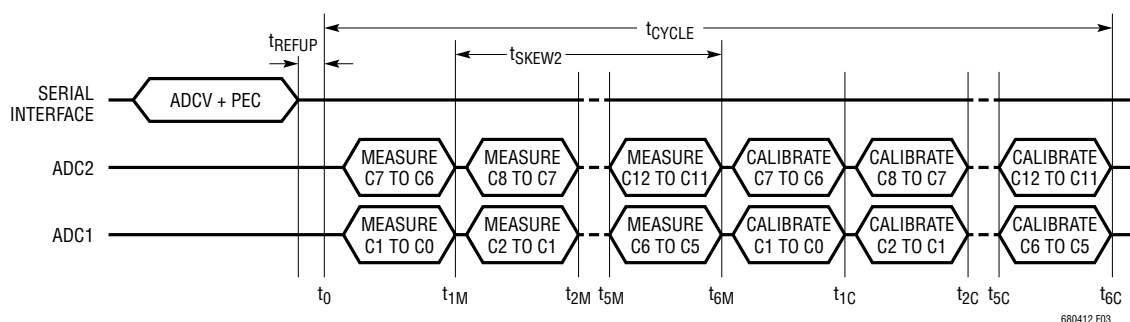 tCYCLE
tREFUP
tSKEW2
SERIAL
INTERFACE
ADCV + PEC
ADC2
MEASURE
C7 TO C6
MEASURE
C8 TO C7
MEASURE
C12 TO C11
CALIBRATE
C7 TO C6
CALIBRATE
C8 TO C7
CALIBRATE
C12 TO C11
ADC1
MEASURE
C1 TO C0
MEASURE
C2 TO C1
MEASURE
C6 TO C5
CALIBRATE
C1 TO C0
CALIBRATE
C2 TO C1
CALIBRATE
C6 TO C5
t0 t1M t2M t5M t6M t1C t2C t5C t6C
680412 F03